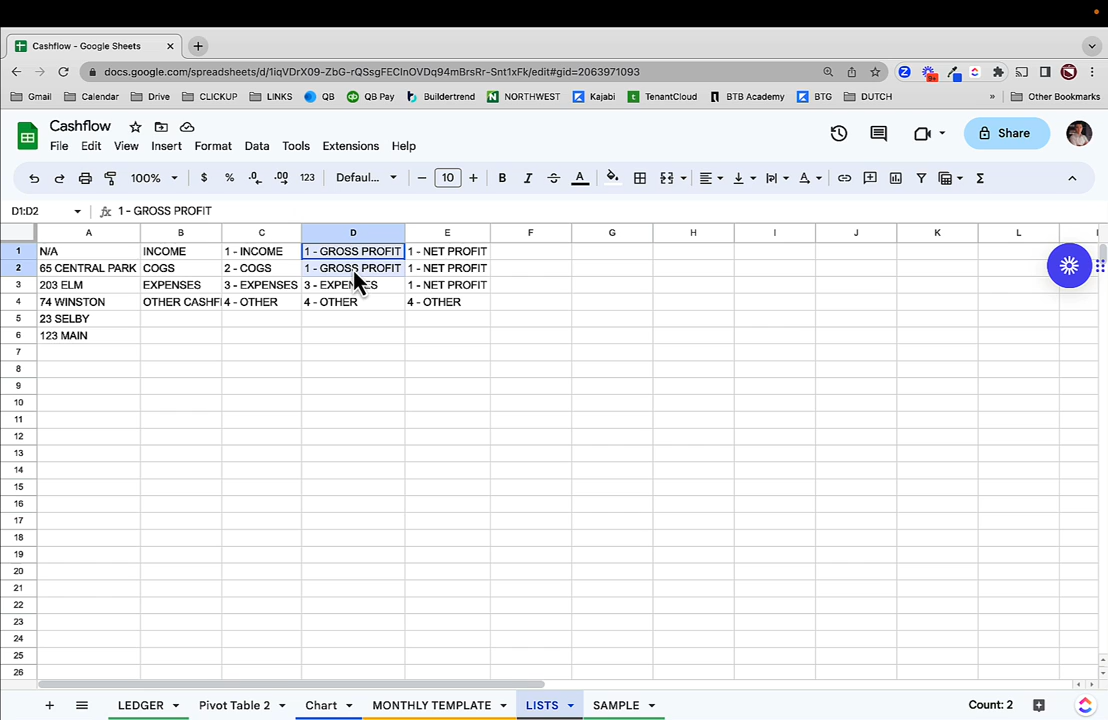 Cashflow - Google Sheets
docs.google.com/spreadsheets/d/1iqVDrX09-ZbG-rQSsgFECInOVDq94mBrsRr-Snt1xFk/edit#gid=2063971093
Gmail Calendar Drive CLICKUP LINKS QB QB Pay Buildertrend NORTHWEST Kajabi TenantCloud BTB Academy BTG DUTCH » Other Bookmarks
Cashflow
Share
File Edit View Insert Format Data Tools Extensions Help
100% $ % .0 .00 123 Defaul... 10 B I A
D1:D2 fx 1 - GROSS PROFIT
A B C D E F G H I J K L
1 N/A INCOME 1 - INCOME 1 - GROSS PROFIT 1 - NET PROFIT
2 65 CENTRAL PARK COGS 2 - COGS 1 - GROSS PROFIT 1 - NET PROFIT
3 203 ELM EXPENSES 3 - EXPENSES 3 - EXPENSES 1 - NET PROFIT
4 74 WINSTON OTHER CASHF 4 - OTHER 4 - OTHER 4 - OTHER
5 23 SELBY
6 123 MAIN
7
8
9
10
11
12
13
14
15
16
17
18
19
20
21
22
23
24
25
26
LEDGER Pivot Table 2 Chart MONTHLY TEMPLATE LISTS SAMPLE Count: 2